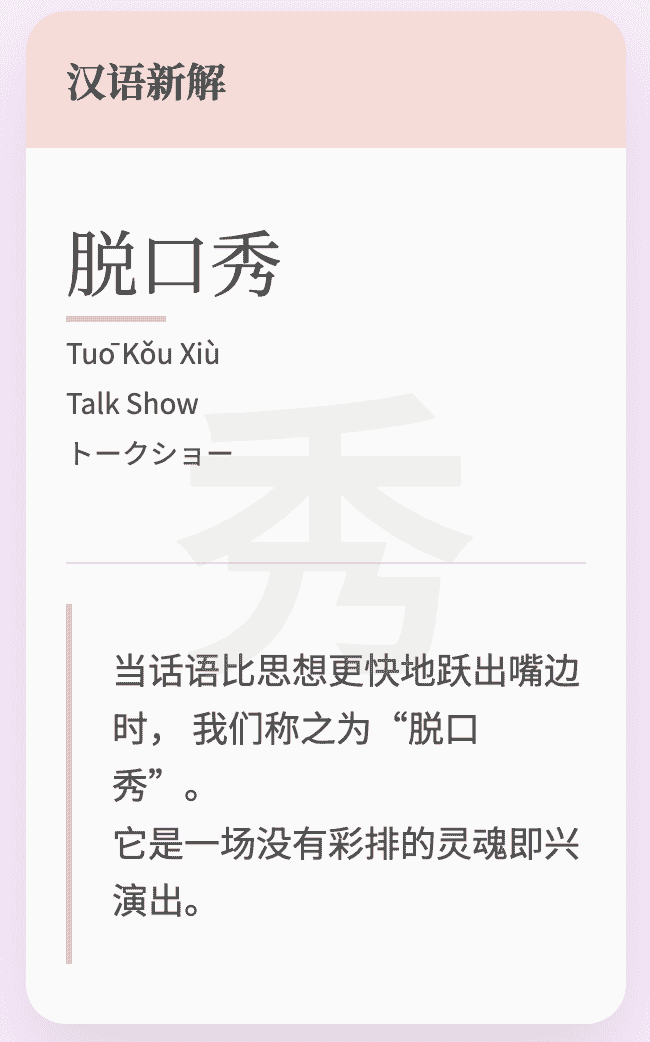 汉语新解
脱口秀
Tuō Kǒu Xiù
Talk Show
トークショー
秀
当话语比思想更快地跃出嘴边
时， 我们称之为“脱口
秀”。
它是一场没有彩排的灵魂即兴
演出。